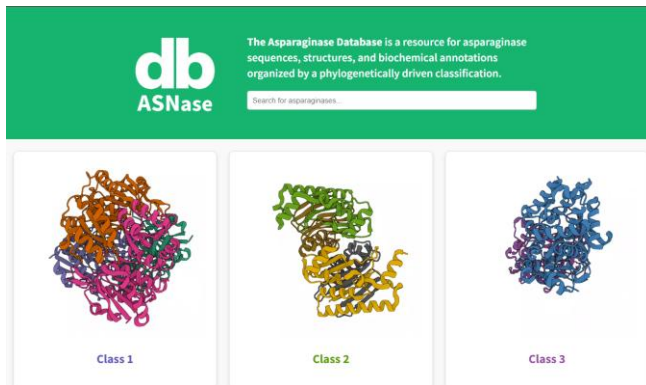 db
ASNase
The Asparaginase Database is a resource for asparaginase
sequences, structures, and biochemical annotations
organized by a phylogenetically driven classification.
Search for asparaginases...
Class 1
Class 2
Class 3